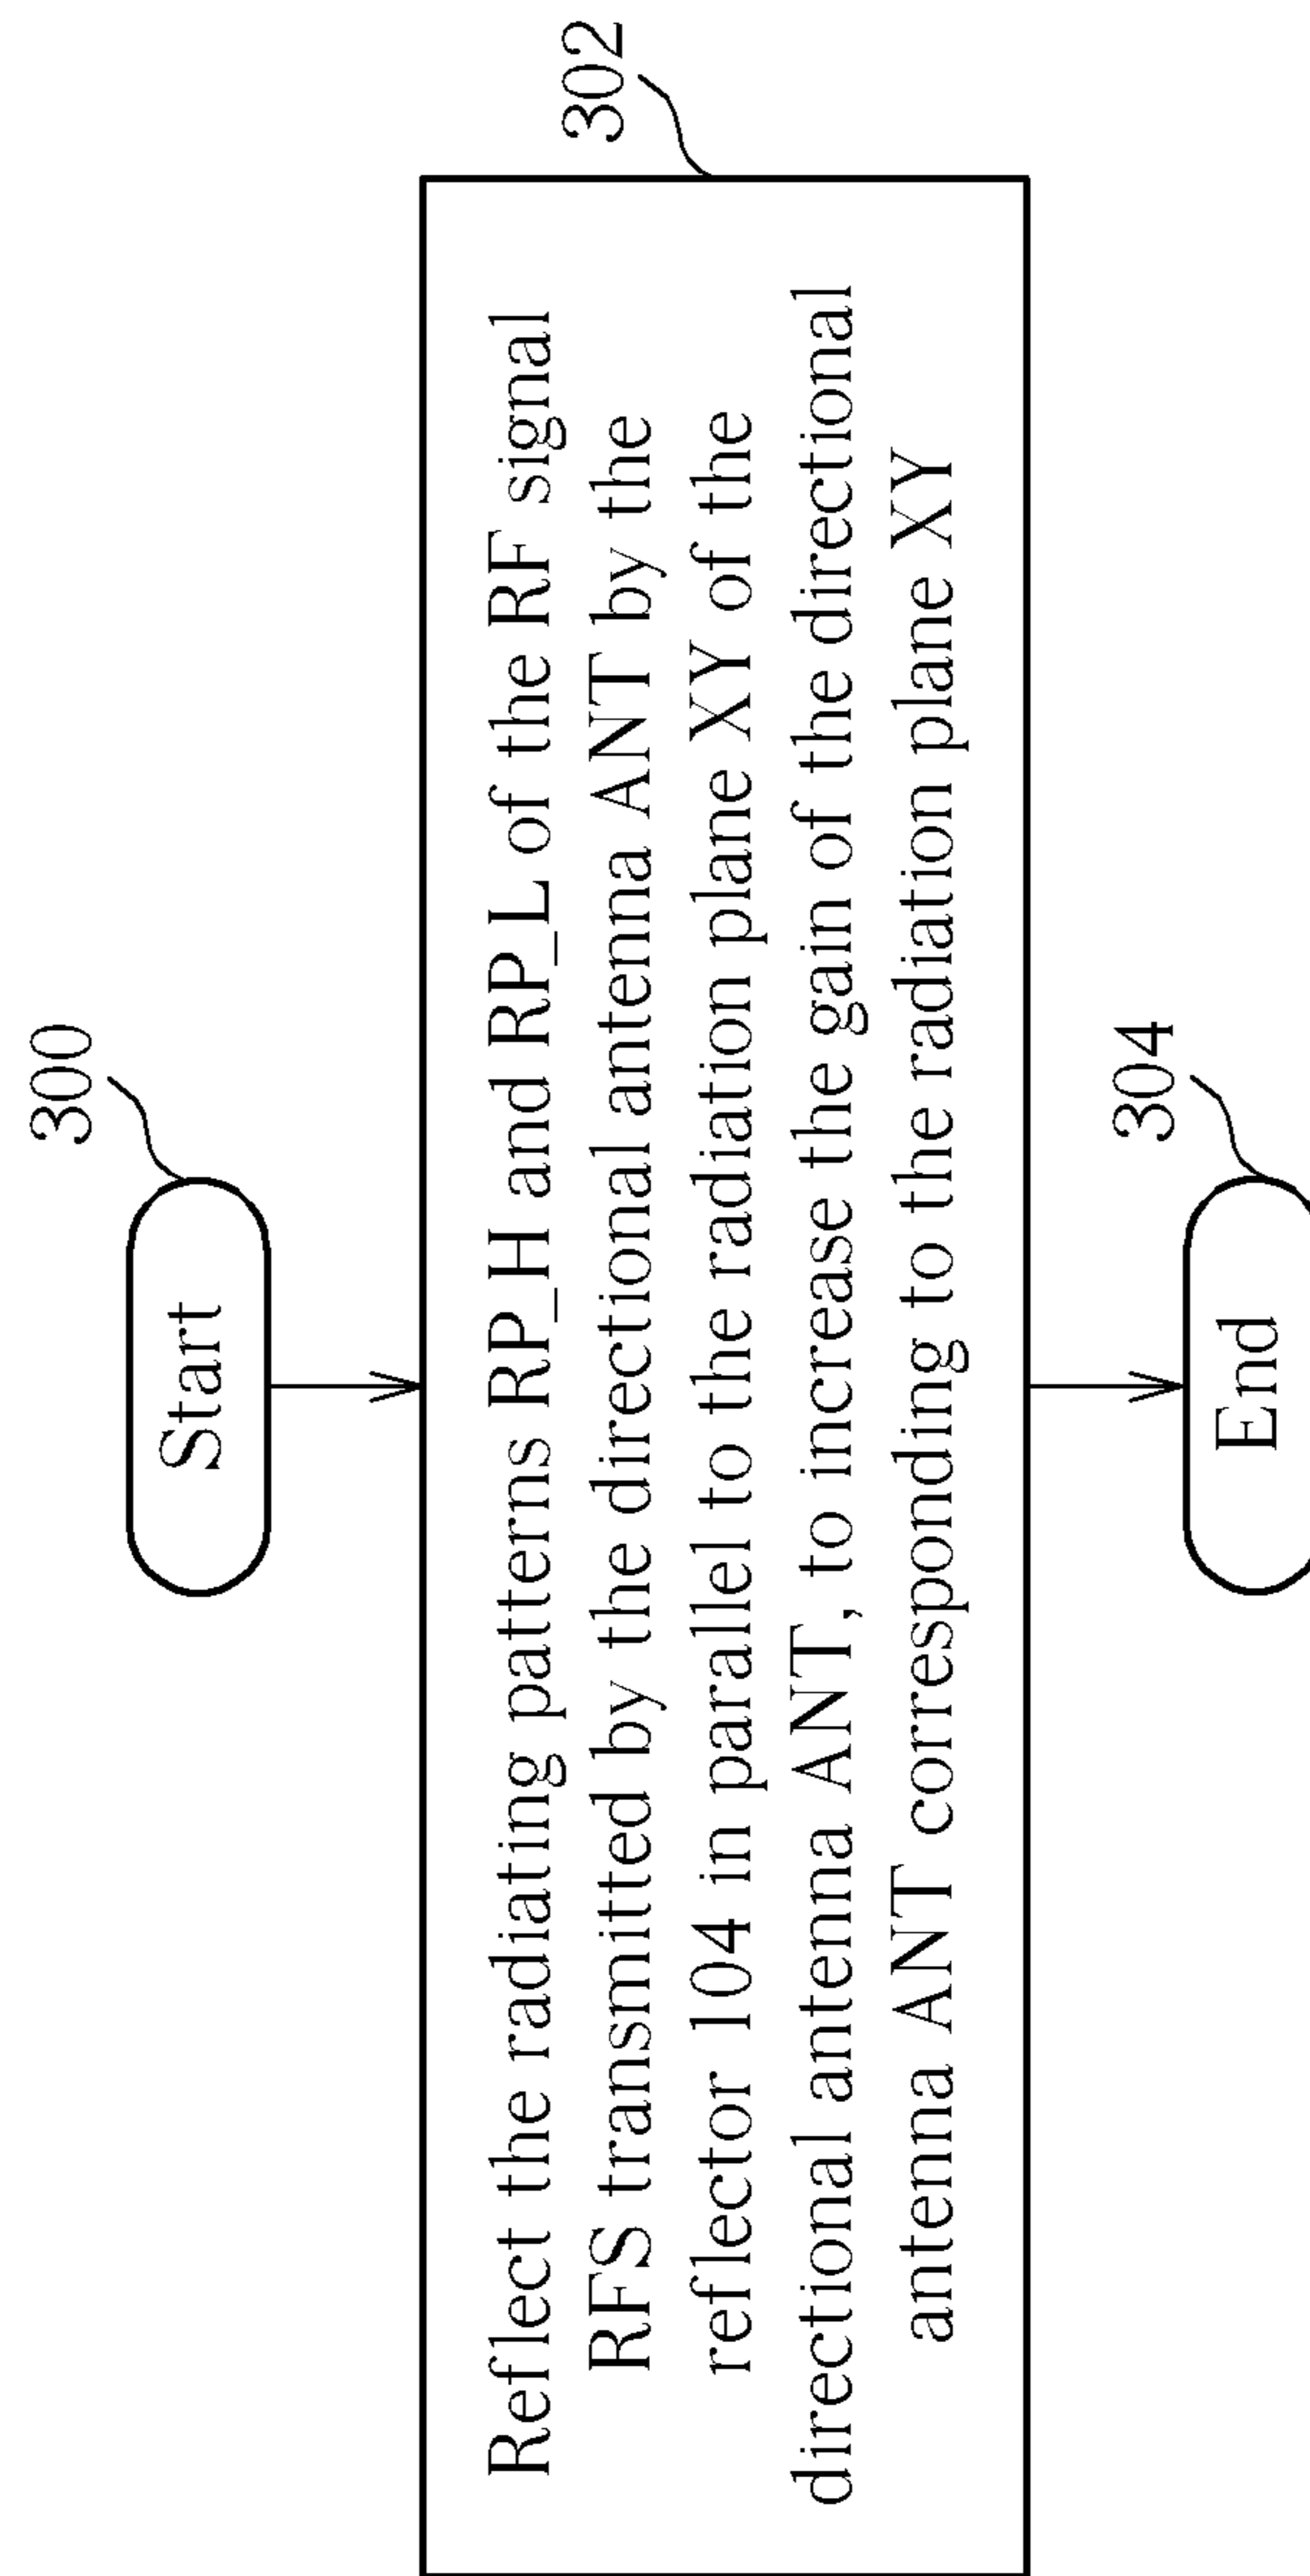 300
Start
302
Reflect the radiating patterns RP_H and RP_L of the RF signal
RFS transmitted by the directional antenna ANT by the
reflector 104 in parallel to the radiation plane XY of the
directional antenna ANT, to increase the gain of the directional
antenna ANT corresponding to the radiation plane XY
304
End